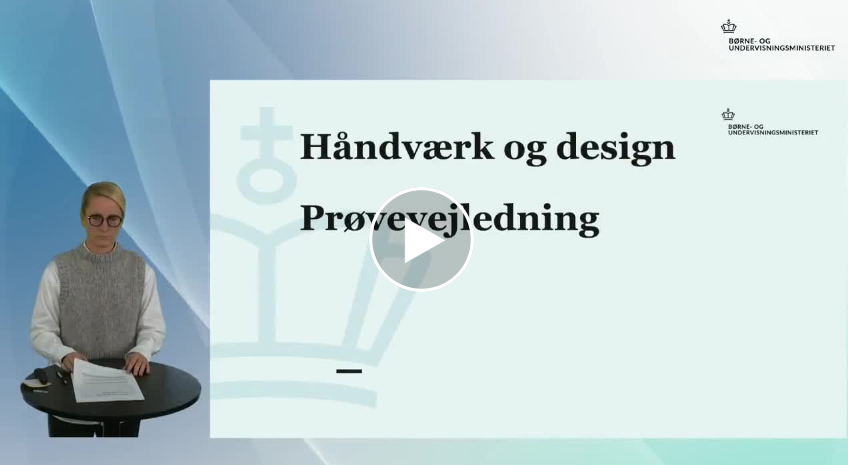 BØRNE- OG
UNDERVISNINGSMINISTERIET
BØRNE- OG
UNDERVISNINGSMINISTERIET
Håndværk og design
Prøvevejledning